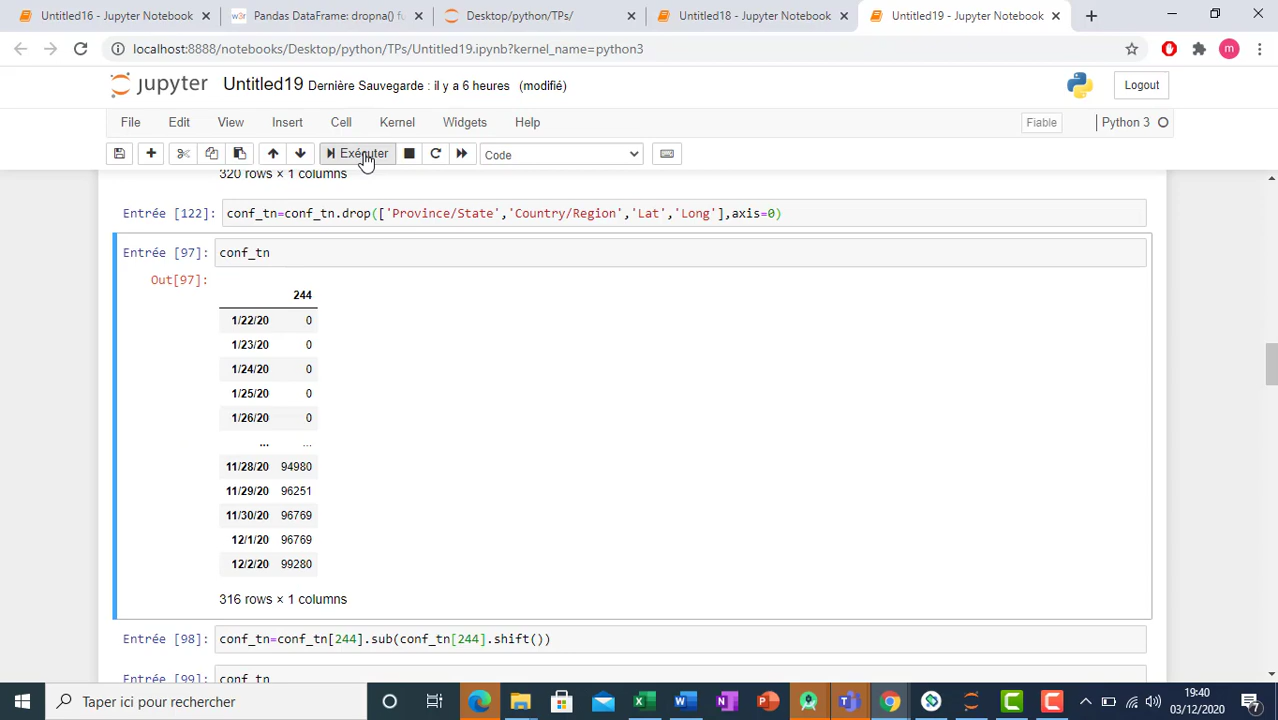 Untitled16 - Jupyter Notebook
w3r Pandas DataFrame: dropna() fu
Desktop/python/TPs/
Untitled18 - Jupyter Notebook
Untitled19 - Jupyter Notebook
localhost:8888/notebooks/Desktop/python/TPs/Untitled19.ipynb?kernel_name=python3
m
jupyter Untitled19 Dernière Sauvegarde : il y a 6 heures (modifié)
Logout
File Edit View Insert Cell Kernel Widgets Help
Fiable
Python 3
Exécuter
Code
320 rows × 1 columns
Entrée [122]: conf_tn=conf_tn.drop(['Province/State','Country/Region','Lat','Long'],axis=0)
Entrée [97]: conf_tn
Out[97]:
244
1/22/20 0
1/23/20 0
1/24/20 0
1/25/20 0
1/26/20 0
... ...
11/28/20 94980
11/29/20 96251
11/30/20 96769
12/1/20 96769
12/2/20 99280
316 rows × 1 columns
Entrée [98]: conf_tn=conf_tn[244].sub(conf_tn[244].shift())
Entrée [99]: conf_tn
Taper ici pour rechercher
19:40
03/12/2020
7